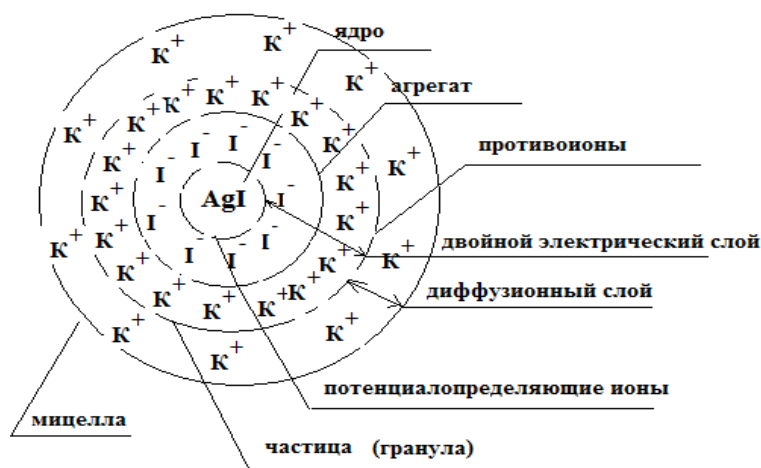 ядро
K⁺ K⁺
K⁺ агрегат
K⁺ K⁺ K⁺ K⁺
K⁺ K⁺ K⁺
I⁻ I⁻ K⁺ противоионы
K⁺ I⁻ I⁻ K⁺
K⁺ K⁺
AgI I⁻
K⁺ I⁻ K⁺
K⁺ K⁺ I⁻ двойной электрический слой
I⁻ I⁻ K⁺ K⁺
K⁺ диффузионный слой
K⁺ K⁺ K⁺ K⁺
K⁺ K⁺
K⁺
потенциалопределяющие ионы
мицелла
частица (гранула)